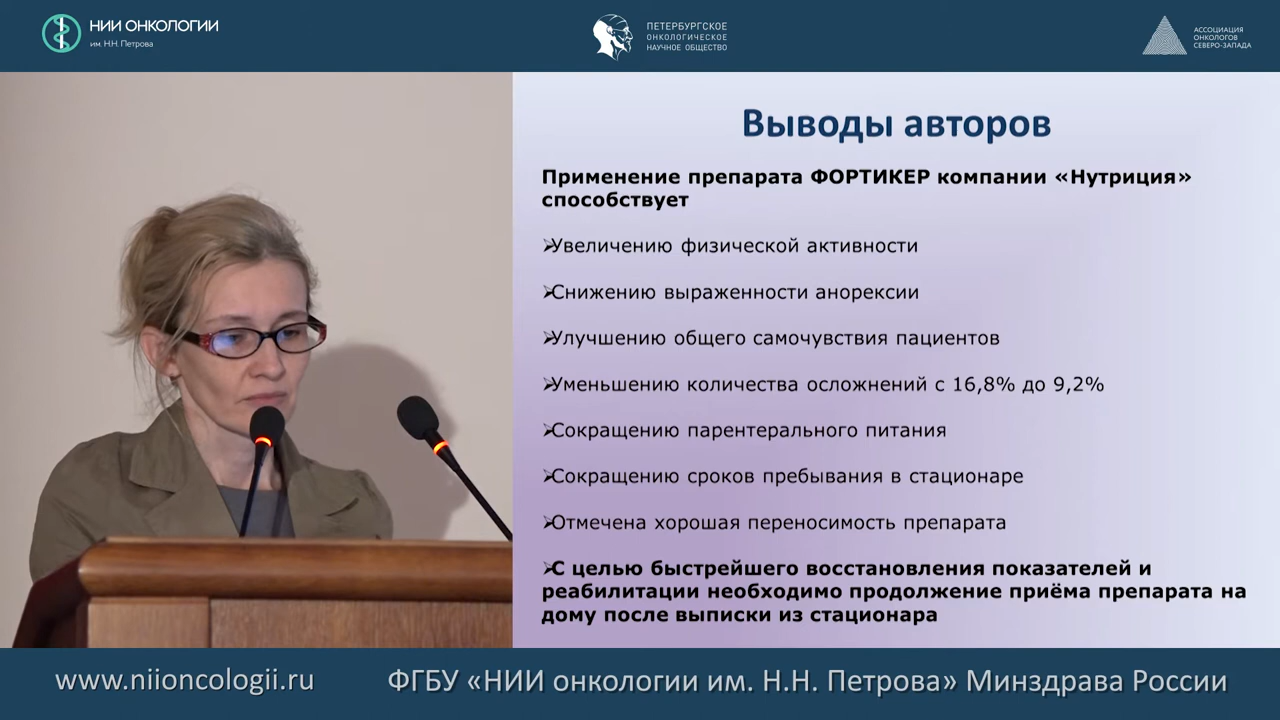 НИИ ОНКОЛОГИИ
им. Н.Н. Петрова
ПЕТЕРБУРГСКОЕ
ОНКОЛОГИЧЕСКОЕ
НАУЧНОЕ ОБЩЕСТВО
АССОЦИАЦИЯ
ОНКОЛОГОВ
СЕВЕРО-ЗАПАДА
Выводы авторов
Применение препарата ФОРТИКЕР компании «Нутриция»
способствует
➢Увеличению физической активности
➢Снижению выраженности анорексии
➢Улучшению общего самочувствия пациентов
➢Уменьшению количества осложнений с 16,8% до 9,2%
➢Сокращению парентерального питания
➢Сокращению сроков пребывания в стационаре
➢Отмечена хорошая переносимость препарата
➢С целью быстрейшего восстановления показателей и
реабилитации необходимо продолжение приёма препарата на
дому после выписки из стационара
www.niioncologii.ru
ФГБУ «НИИ онкологии им. Н.Н. Петрова» Минздрава России